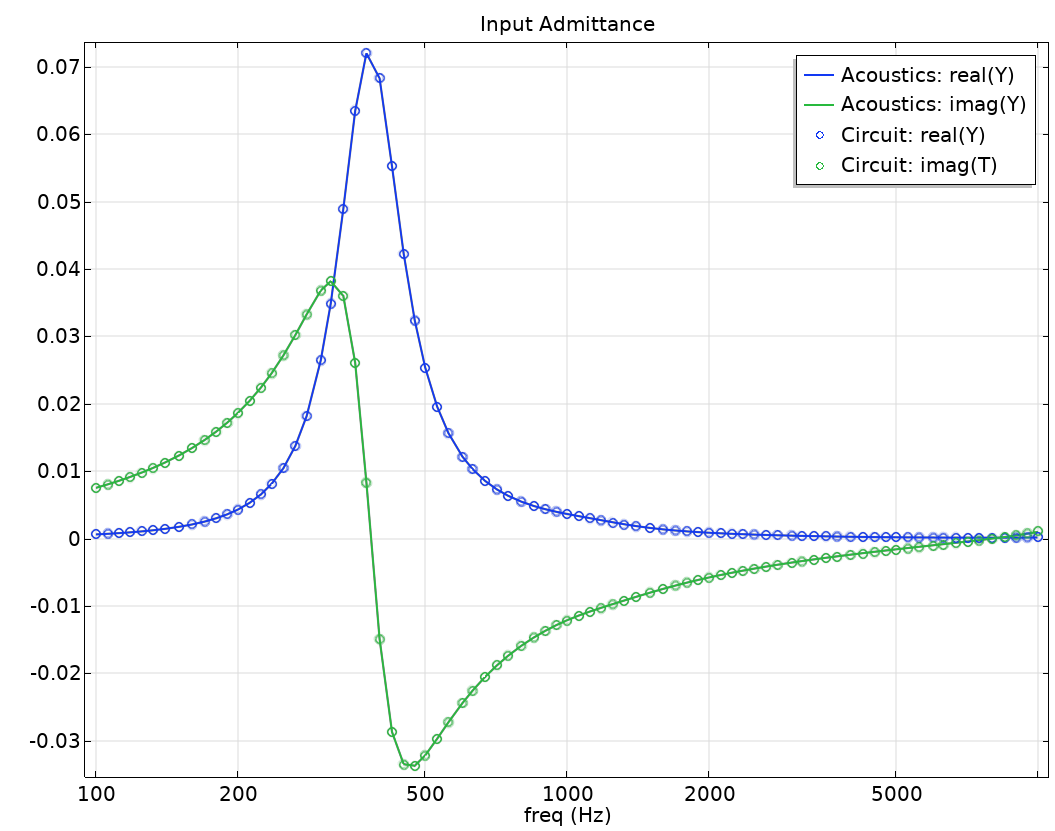 Input Admittance
0.07
0.06
0.05
0.04
0.03
0.02
0.01
0
-0.01
-0.02
-0.03
Acoustics: real(Y)
Acoustics: imag(Y)
Circuit: real(Y)
Circuit: imag(T)
100 200 500 1000 2000 5000
freq (Hz)